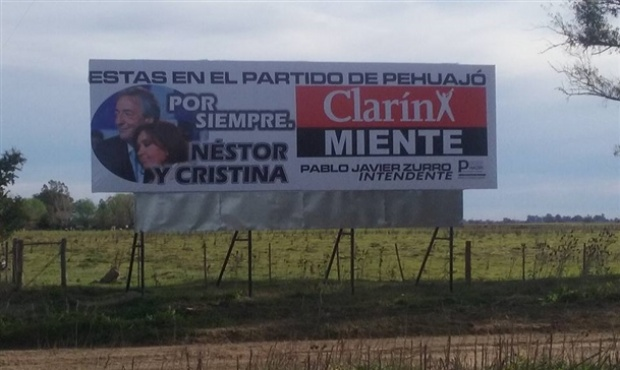 ESTAS EN EL PARTIDO DE PEHUAJÓ
POR
SIEMPRE.
NÉSTOR
Y CRISTINA
Clarín
MIENTE
PABLO JAVIER ZURRO
INTENDENTE